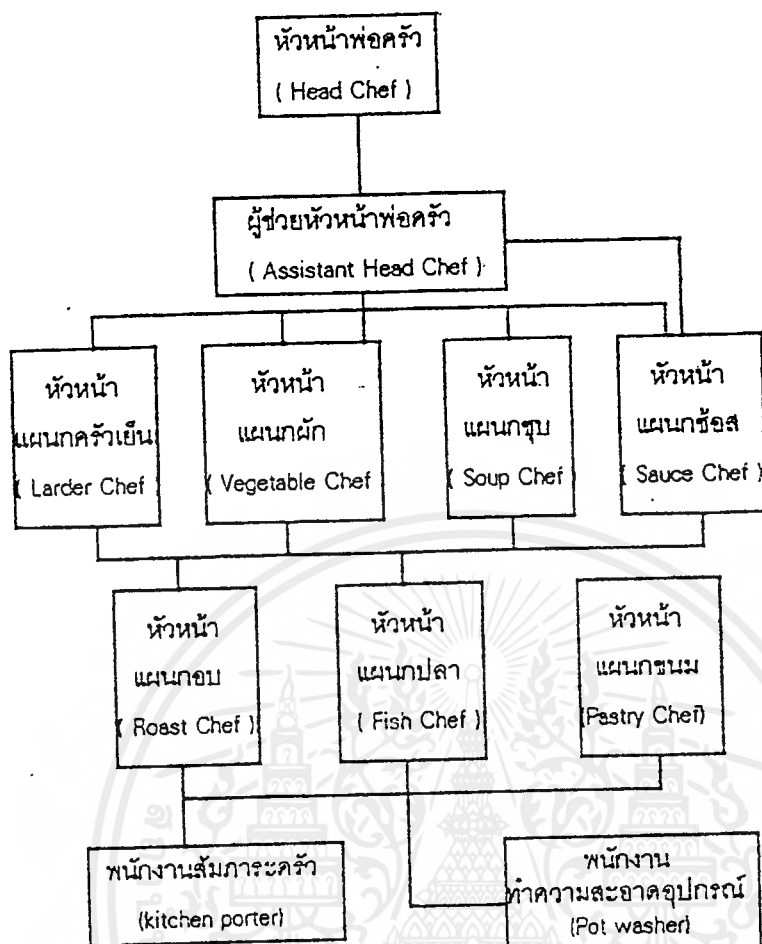 หัวหน้าพ่อครัว
( Head Chef )
ผู้ช่วยหัวหน้าพ่อครัว
( Assistant Head Chef )
หัวหน้า
แผนกครัวเย็น
( Larder Chef
หัวหน้า
แผนกผัก
( Vegetable Chef
หัวหน้า
แผนกซุบ
( Soup Chef )
หัวหน้า
แผนกซ้อส
( Sauce Chef )
หัวหน้า
แผนกอบ
( Roast Chef )
หัวหน้า
แผนกปลา
( Fish Chef )
หัวหน้า
แผนกขนม
(Pastry Chef)
พนักงานสัมภาระครัว
(kitchen porter)
พนักงาน
ทำความสะอาดอุปกรณ์
(Pot washer)